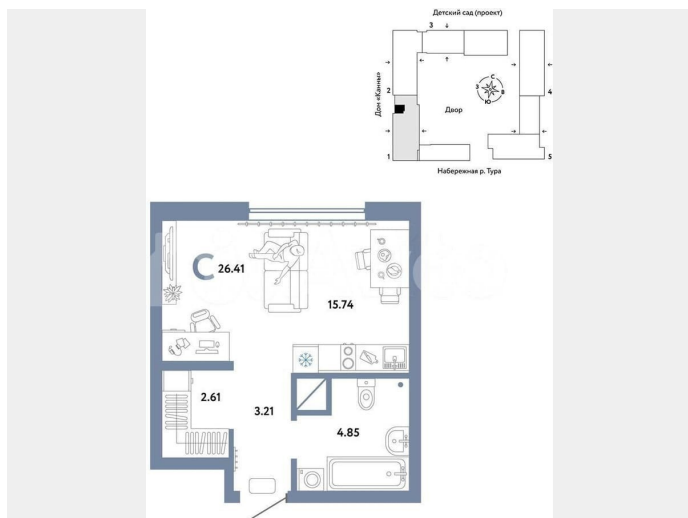 Детский сад (проект)
3
Дом «Канны»
2
С
З
В
Ю
4
Двор
1
5
Набережная р. Тура
С 26.41
15.74
2.61
3.21
4.85